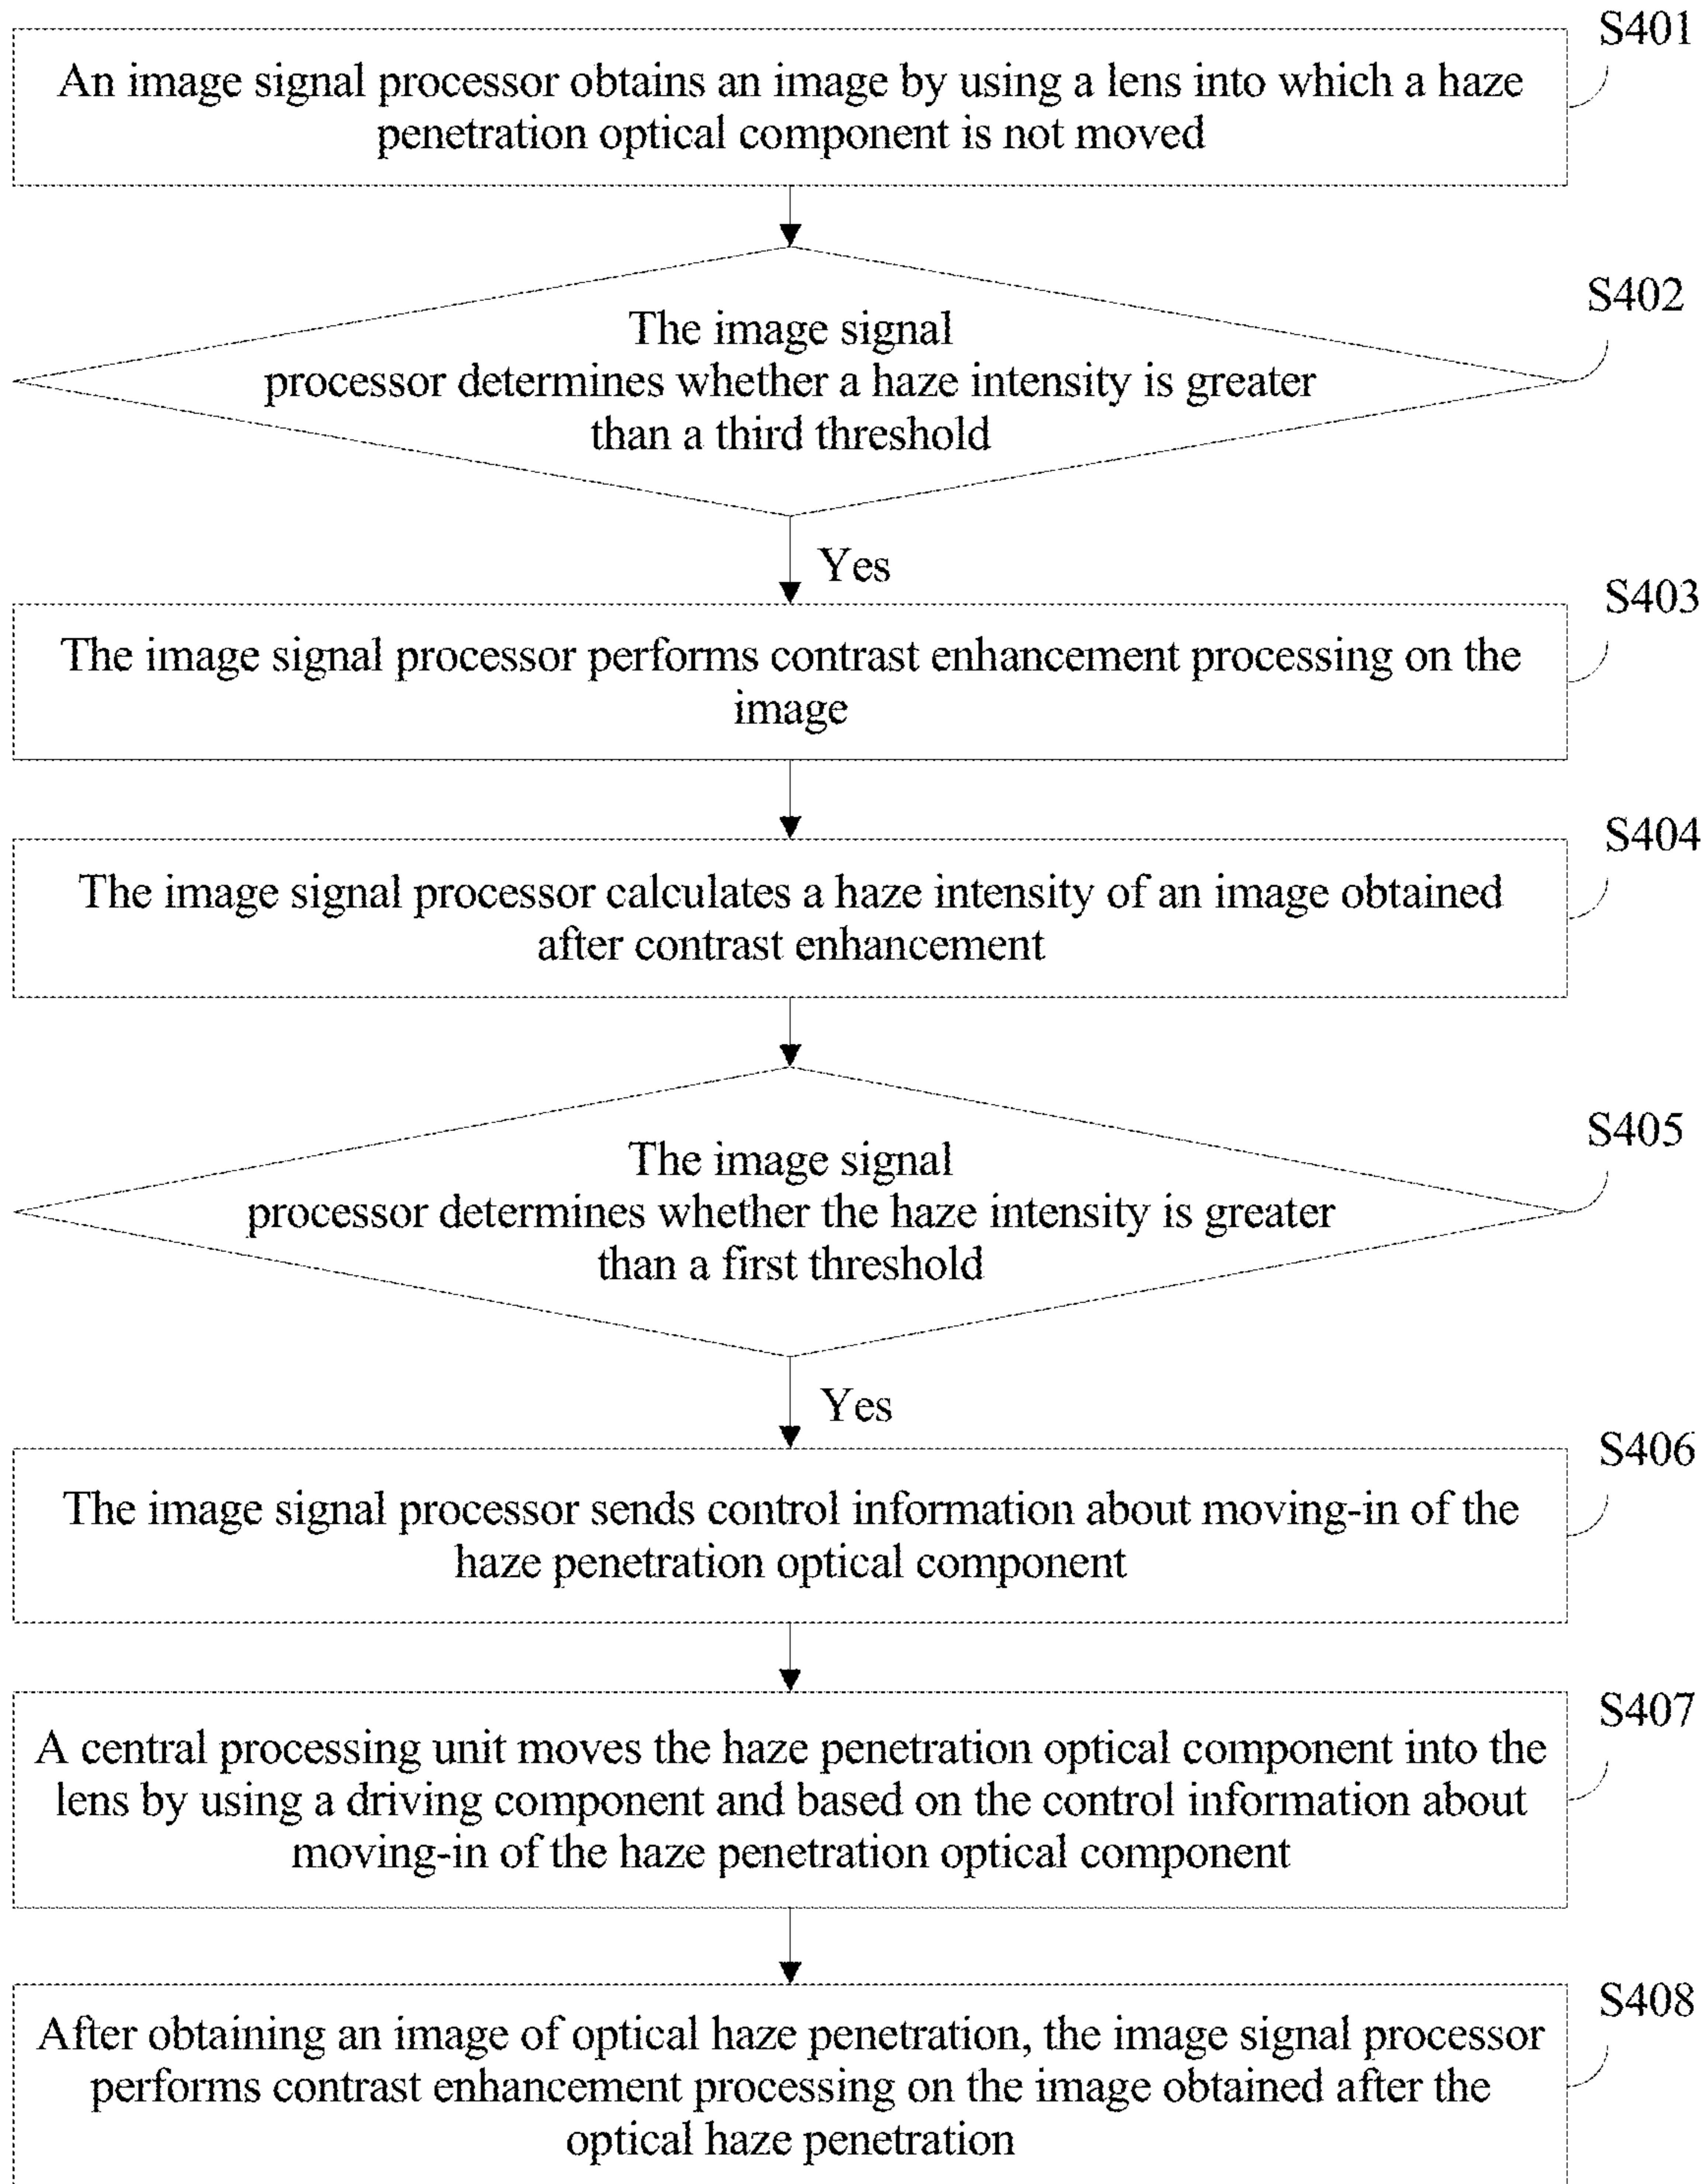 S401
An image signal processor obtains an image by using a lens into which a haze
penetration optical component is not moved
S402
The image signal
processor determines whether a haze intensity is greater
than a third threshold
Yes
S403
The image signal processor performs contrast enhancement processing on the
image
S404
The image signal processor calculates a haze intensity of an image obtained
after contrast enhancement
S405
The image signal
processor determines whether the haze intensity is greater
than a first threshold
Yes
S406
The image signal processor sends control information about moving-in of the
haze penetration optical component
S407
A central processing unit moves the haze penetration optical component into the
lens by using a driving component and based on the control information about
moving-in of the haze penetration optical component
S408
After obtaining an image of optical haze penetration, the image signal processor
performs contrast enhancement processing on the image obtained after the
optical haze penetration